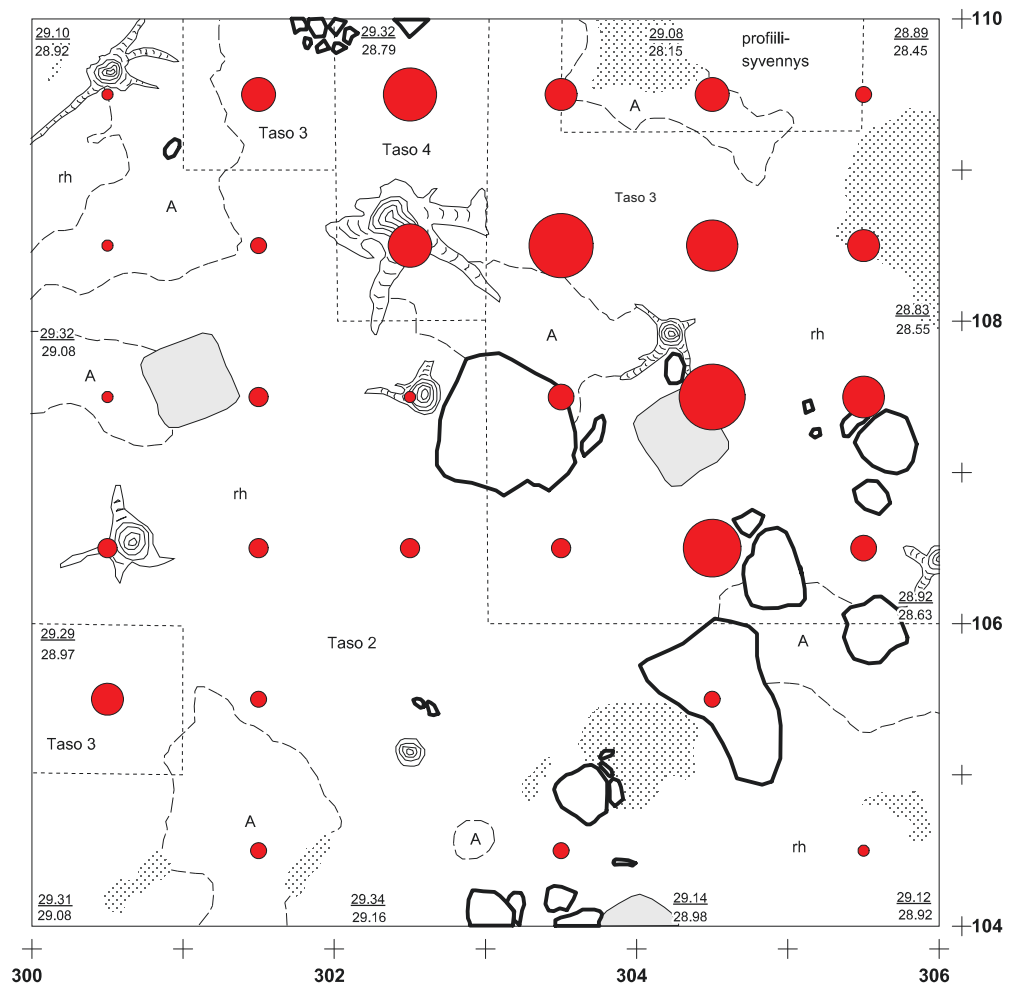 29.10
28.92
29.32
28.79
29.08
28.15
profiili-
syvennys
28.89
28.45
110
A
Taso 3
Taso 4
rh
A
Taso 3
29.32
29.08
A
A
rh
28.83
28.55
108
rh
28.92
28.63
29.29
28.97
Taso 2
A
106
Taso 3
A
A
rh
29.31
29.08
29.34
29.16
29.14
28.98
29.12
28.92
104
300
302
304
306